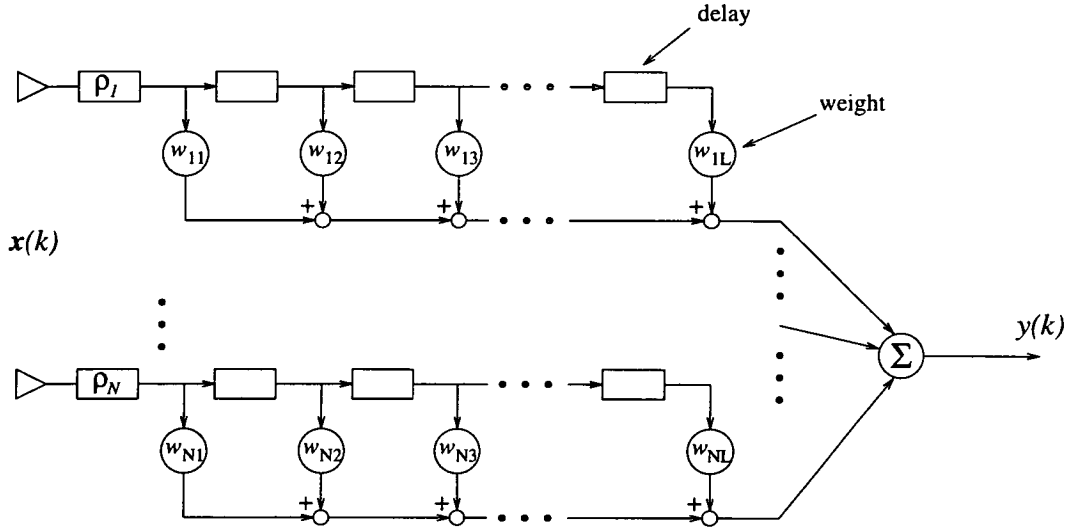 delay
ρ1
weight
w11 w12 w13 w1L
+ + +
x(k)
y(k)
Σ
ρN
wN1 wN2 wN3 wNL
+ + +